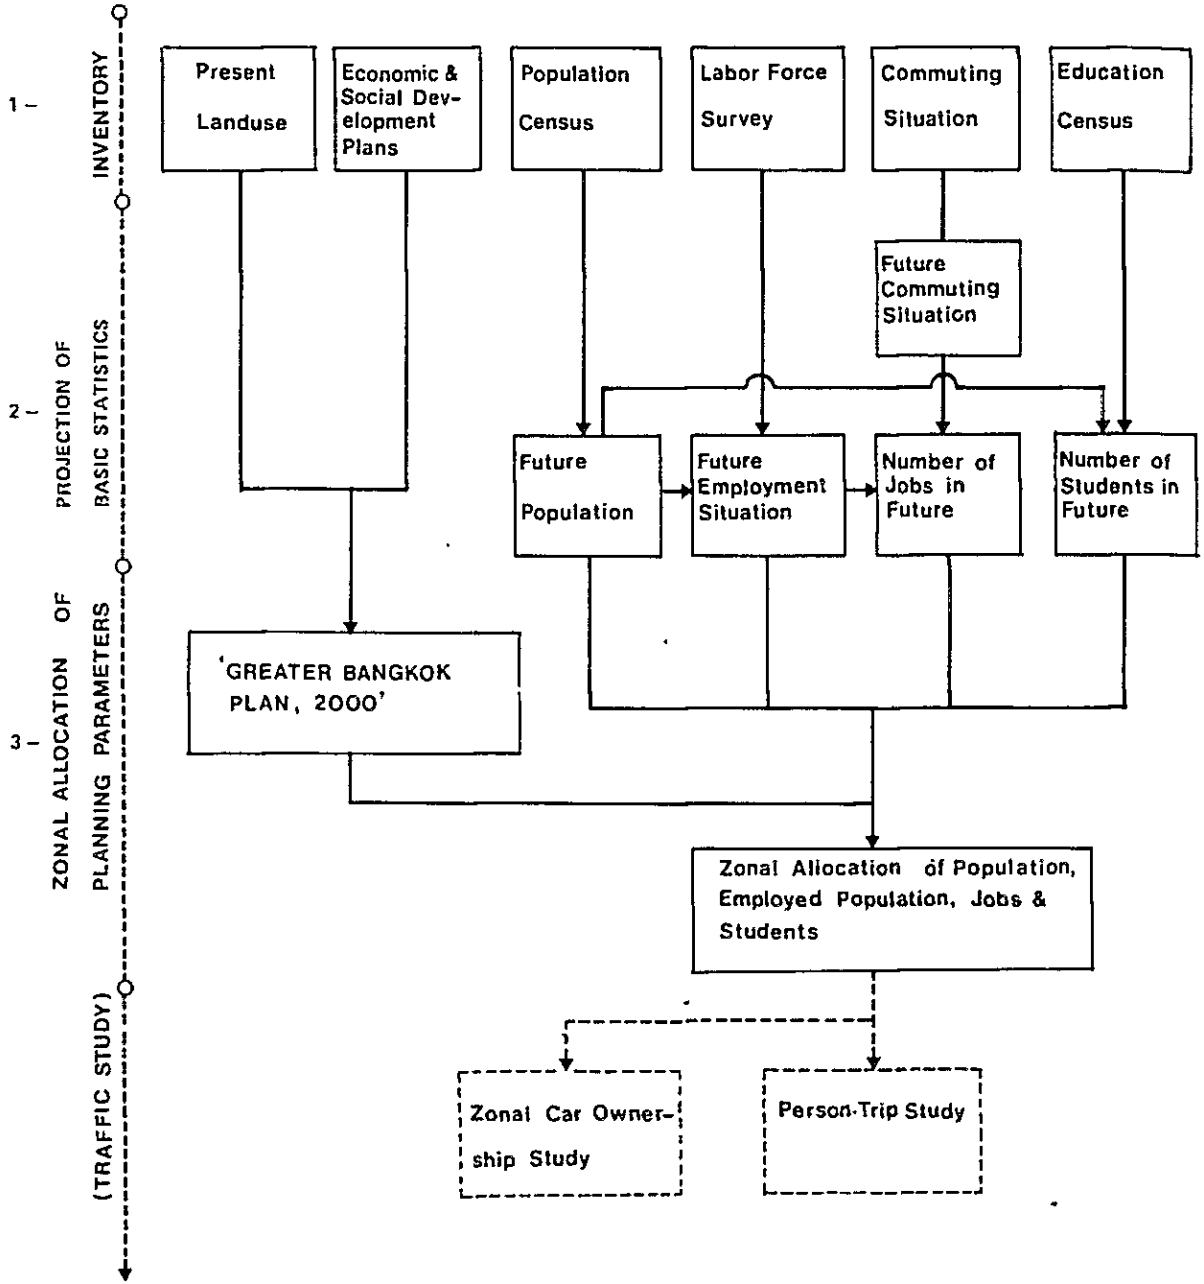 1 -
INVENTORY
Present
Landuse
Economic &
Social Dev-
elopment
Plans
Population
Census
Labor Force
Survey
Commuting
Situation
Education
Census
2 -
PROJECTION OF
BASIC STATISTICS
Future
Commuting
Situation
Future
Population
Future
Employment
Situation
Number of
Jobs in
Future
Number of
Students in
Future
3 -
ZONAL ALLOCATION OF
PLANNING PARAMETERS
'GREATER BANGKOK
PLAN, 2000'
Zonal Allocation of Population,
Employed Population, Jobs &
Students
(TRAFFIC STUDY)
Zonal Car Owner-
ship Study
Person-Trip Study